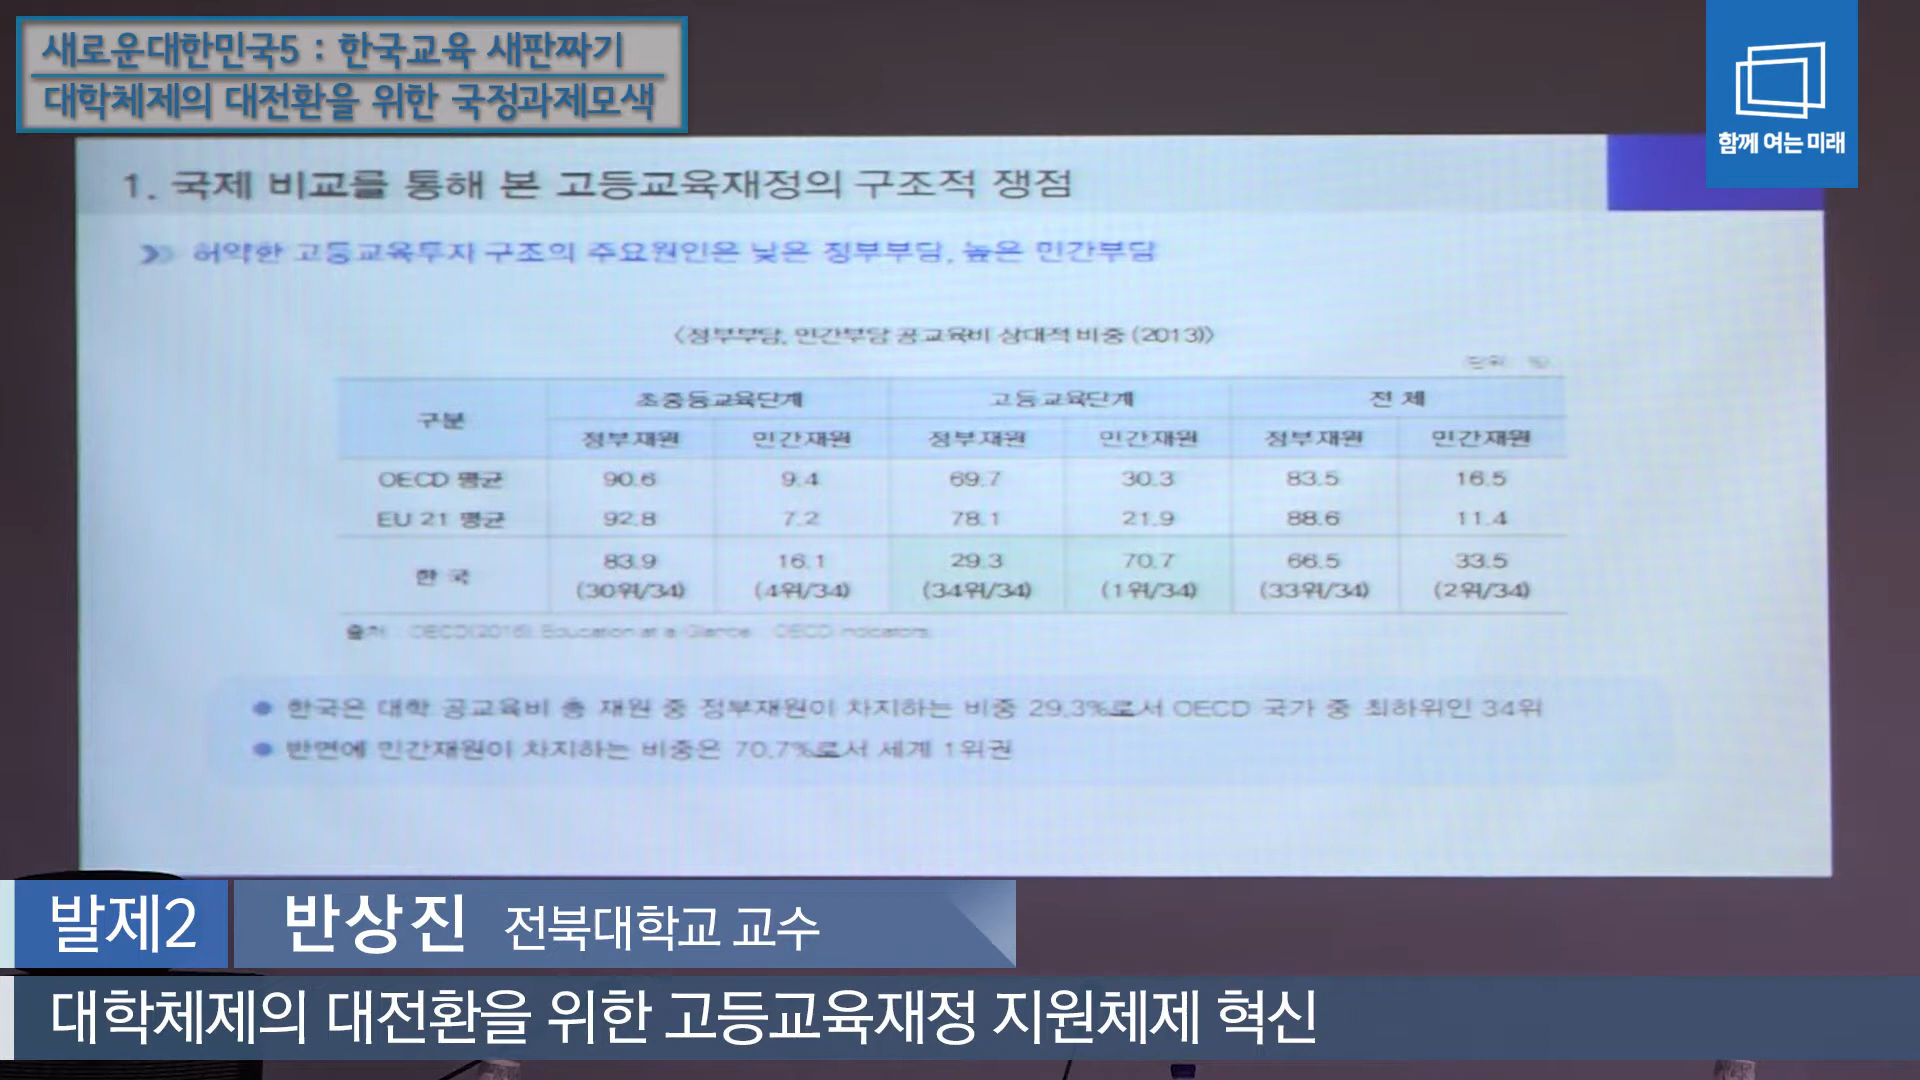 새로운대한민국5 : 한국교육 새판짜기
대학체제의 대전환을 위한 국정과제모색
함께 여는 미래
1. 국제 비교를 통해 본 고등교육재정의 구조적 쟁점
허약한 고등교육투자 구조의 주요원인은 낮은 정부부담, 높은 민간부담
<정부부담, 민간부담 공교육비 상대적 비중 (2013)>
단위 : %
구분 초중등교육단계 고등교육단계 전 체
정부재원 민간재원 정부재원 민간재원 정부재원 민간재원
OECD 평균 90.6 9.4 69.7 30.3 83.5 16.5
EU 21 평균 92.8 7.2 78.1 21.9 88.6 11.4
한 국 83.9 16.1 29.3 70.7 66.5 33.5
(30위/34) (4위/34) (34위/34) (1위/34) (33위/34) (2위/34)
출처 : OECD(2016). Education at a Glance : OECD Indicators.
한국은 대학 공교육비 총 재원 중 정부재원이 차지하는 비중 29.3%로서 OECD 국가 중 최하위인 34위
반면에 민간재원이 차지하는 비중은 70.7%로서 세계 1위권
발제2 반상진 전북대학교 교수
대학체제의 대전환을 위한 고등교육재정 지원체제 혁신